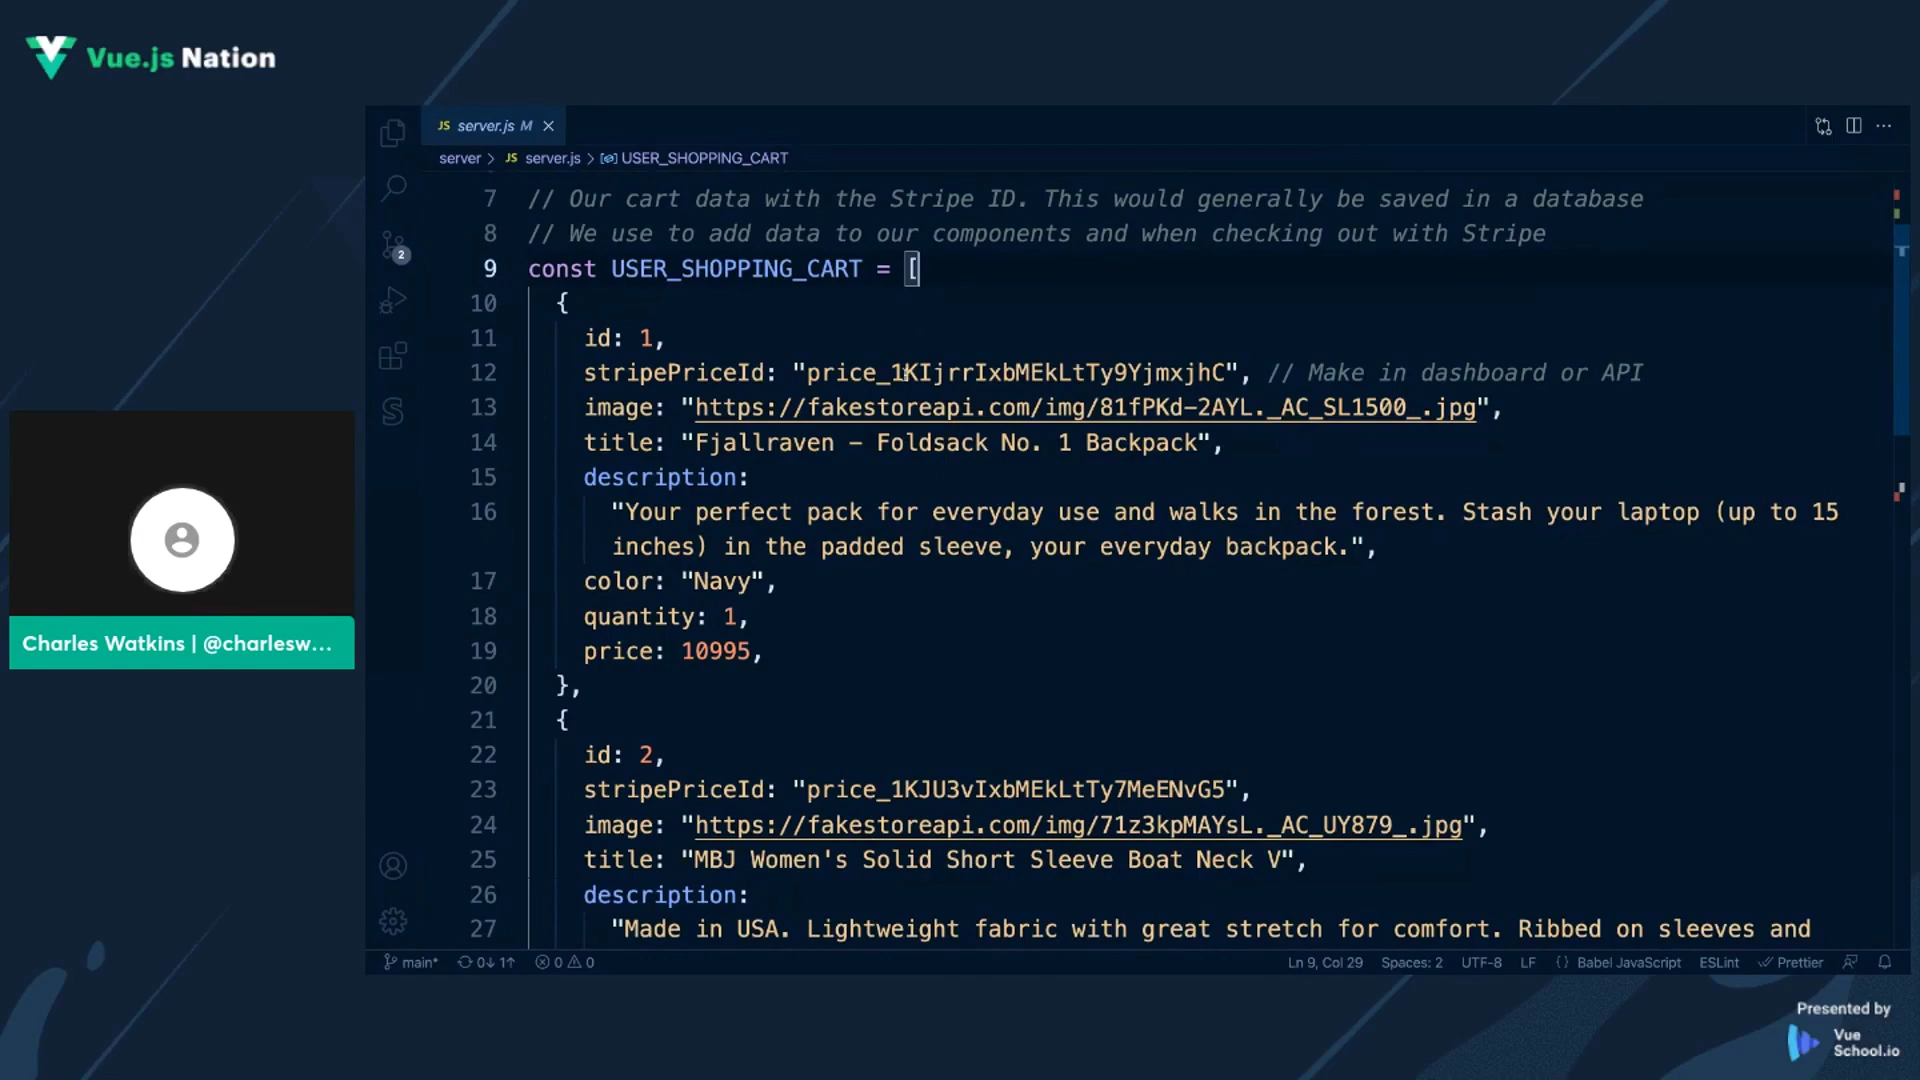 Vue.js Nation
JS server.js M
server > JS server.js > USER_SHOPPING_CART
7 // Our cart data with the Stripe ID. This would generally be saved in a database
8 // We use to add data to our components and when checking out with Stripe
9 const USER_SHOPPING_CART = [
10 {
11 id: 1,
12 stripePriceId: "price_1KIjrrIxbMEkLtTy9YjmxjhC", // Make in dashboard or API
13 image: "https://fakestoreapi.com/img/81fPKd-2AYL._AC_SL1500_.jpg",
14 title: "Fjallraven - Foldsack No. 1 Backpack",
15 description:
16 "Your perfect pack for everyday use and walks in the forest. Stash your laptop (up to 15
inches) in the padded sleeve, your everyday backpack.",
17 color: "Navy",
18 quantity: 1,
19 price: 10995,
20 },
21 {
22 id: 2,
23 stripePriceId: "price_1KJU3vIxbMEkLtTy7MeENvG5",
24 image: "https://fakestoreapi.com/img/71z3kpMAYsL._AC_UY879_.jpg",
25 title: "MBJ Women's Solid Short Sleeve Boat Neck V",
26 description:
27 "Made in USA. Lightweight fabric with great stretch for comfort. Ribbed on sleeves and
2
Charles Watkins | @charlesw...
main* 0↓ 1↑ 0 0 Ln 9, Col 29 Spaces: 2 UTF-8 LF {} Babel JavaScript ESLint Prettier
Presented by
Vue
School.io